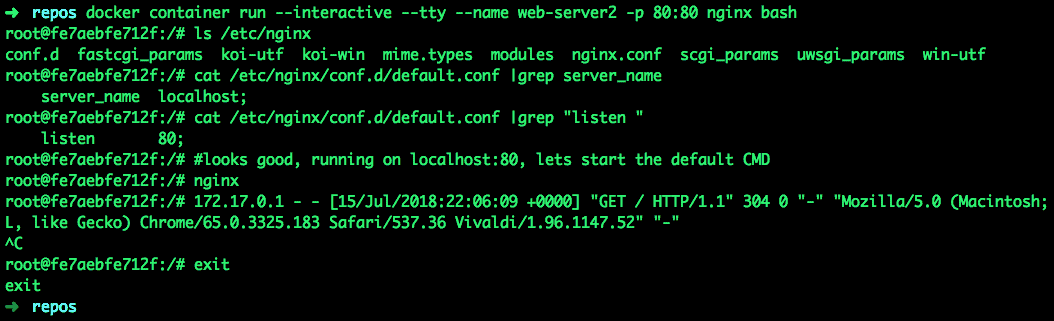 ➜ repos docker container run --interactive --tty --name web-server2 -p 80:80 nginx bash
root@fe7aebfe712f:/# ls /etc/nginx
conf.d fastcgi_params koi-utf koi-win mime.types modules nginx.conf scgi_params uwsgi_params win-utf
root@fe7aebfe712f:/# cat /etc/nginx/conf.d/default.conf |grep server_name
    server_name localhost;
root@fe7aebfe712f:/# cat /etc/nginx/conf.d/default.conf |grep "listen "
    listen       80;
root@fe7aebfe712f:/# #looks good, running on localhost:80, lets start the default CMD
root@fe7aebfe712f:/# nginx
root@fe7aebfe712f:/# 172.17.0.1 - - [15/Jul/2018:22:06:09 +0000] "GET / HTTP/1.1" 304 0 "-" "Mozilla/5.0 (Macintosh;
L, like Gecko) Chrome/65.0.3325.183 Safari/537.36 Vivaldi/1.96.1147.52" "-"
^C
root@fe7aebfe712f:/# exit
exit
➜ repos